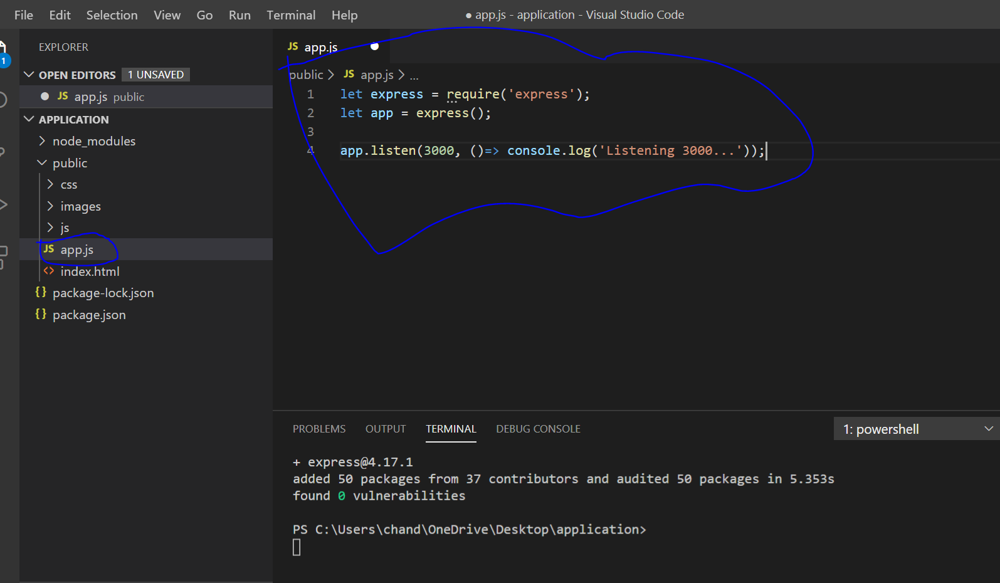 File Edit Selection View Go Run Terminal Help ● app.js - application - Visual Studio Code
1
EXPLORER
OPEN EDITORS 1 UNSAVED
JS app.js public
APPLICATION
node_modules
public
css
images
js
JS app.js
<> index.html
{} package-lock.json
{} package.json
JS app.js
public > JS app.js > ...
1 let express = require('express');
2 let app = express();
3
4 app.listen(3000, ()=> console.log('Listening 3000...'));
PROBLEMS OUTPUT TERMINAL DEBUG CONSOLE 1: powershell
+ express@4.17.1
added 50 packages from 37 contributors and audited 50 packages in 5.353s
found 0 vulnerabilities
PS C:\Users\chand\OneDrive\Desktop\application>